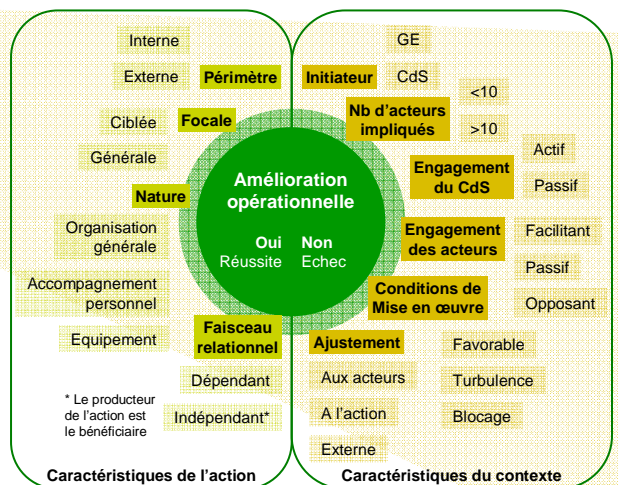 Interne
Externe
Périmètre
Ciblée
Focale
Générale
Nature
Organisation
générale
Accompagnement
personnel
Equipement
Faisceau
relationnel
Dépendant
Indépendant*
* Le producteur
de l'action est
le bénéficiaire
Caractéristiques de l'action
Amélioration
opérationnelle
Oui Non
Réussite Echec
GE
Initiateur
CdS
Nb d'acteurs
impliqués
<10
>10
Engagement
du CdS
Actif
Passif
Engagement
des acteurs
Facilitant
Passif
Opposant
Conditions de
Mise en œuvre
Favorable
Turbulence
Blocage
Ajustement
Aux acteurs
A l'action
Externe
Caractéristiques du contexte